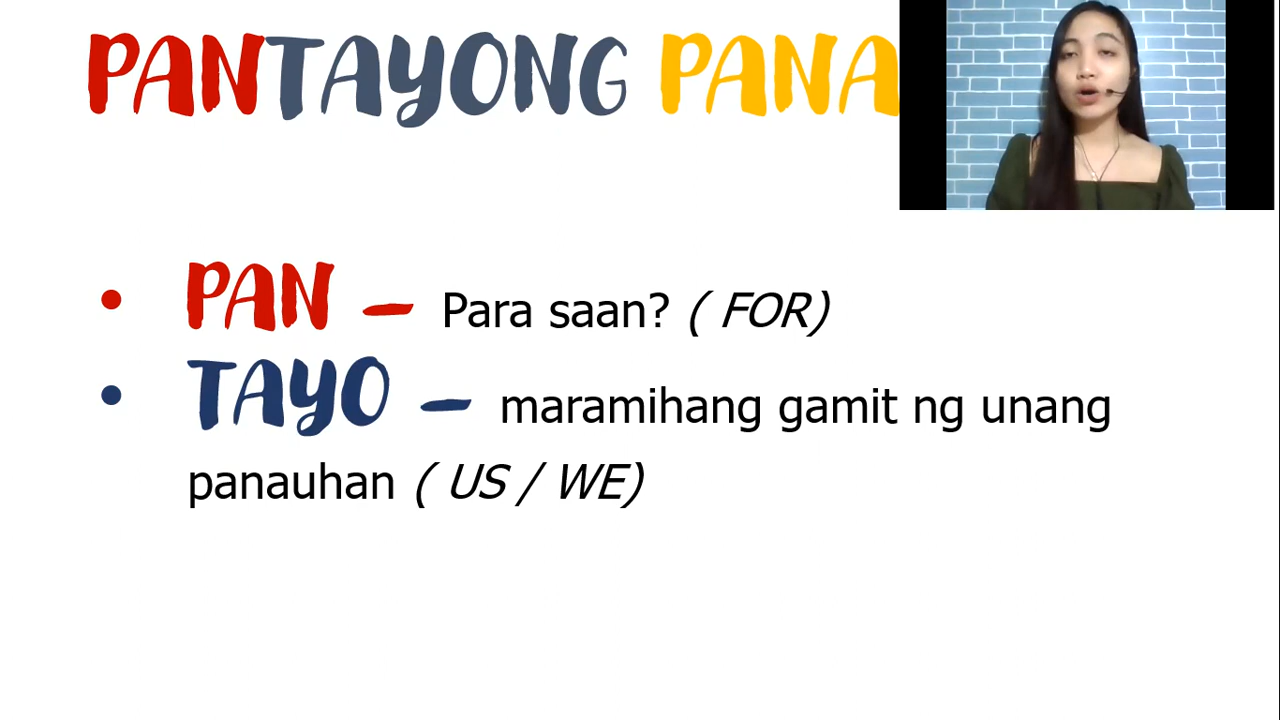 PANTAYONG PANA
• PAN – Para saan? ( FOR)
• TAYO – maramihang gamit ng unang
panauhan ( US / WE)